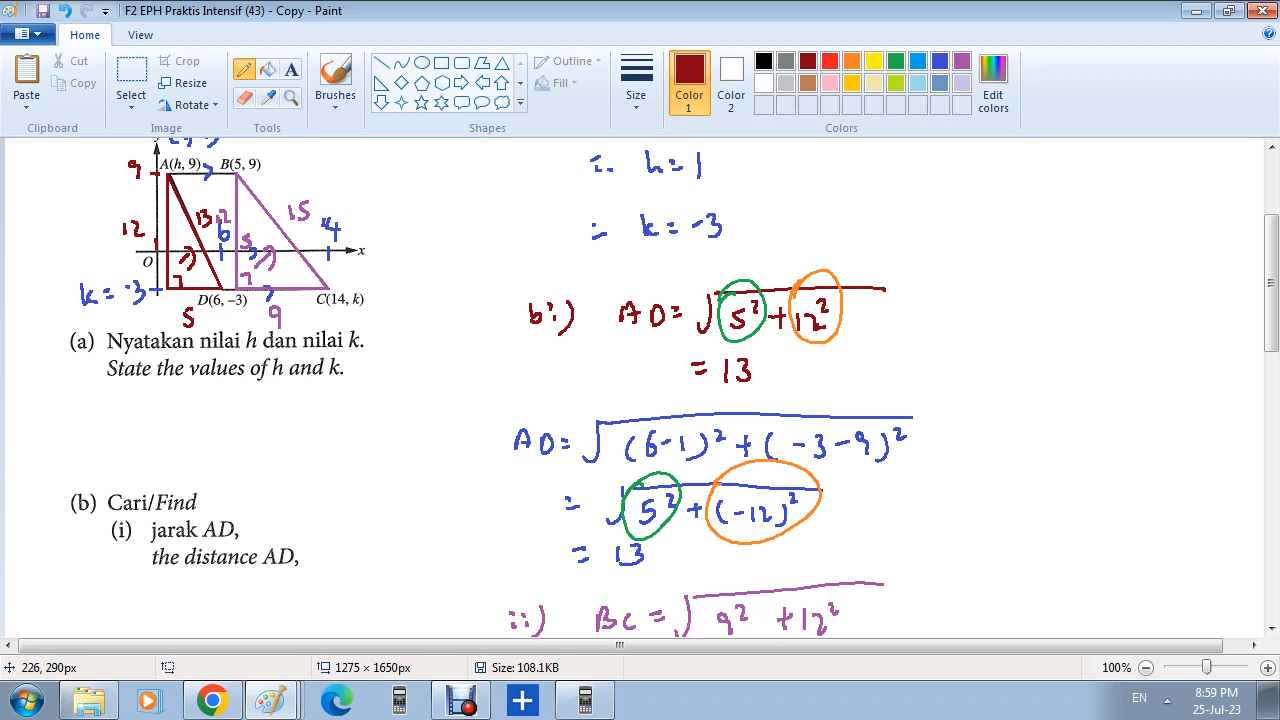 F2 EPH Praktis Intensif (43) - Copy - Paint
Home View
Paste
Cut
Copy
Clipboard
Select
Crop
Resize
Rotate
Image
Tools
Brushes
Shapes
Outline
Fill
Size
Color 1
Color 2
Edit colors
Colors
9 A(h, 9) B(5, 9)
12 13 12 6 15 14
5
O x
k = -3 D(6, −3) C(14, k)
5 9
(a) Nyatakan nilai h dan nilai k.
State the values of h and k.
(b) Cari/Find
(i) jarak AD,
the distance AD,
∴ h = 1
= k = -3
bi) AD = √5² + 12²
= 13
AD = √(6-1)² + (-3-9)²
= √5² + (-12)²
= 13
ii) BC = √9² + 12²
226, 290px
1275 × 1650px
Size: 108.1KB
100%
EN
8:59 PM
25-Jul-23